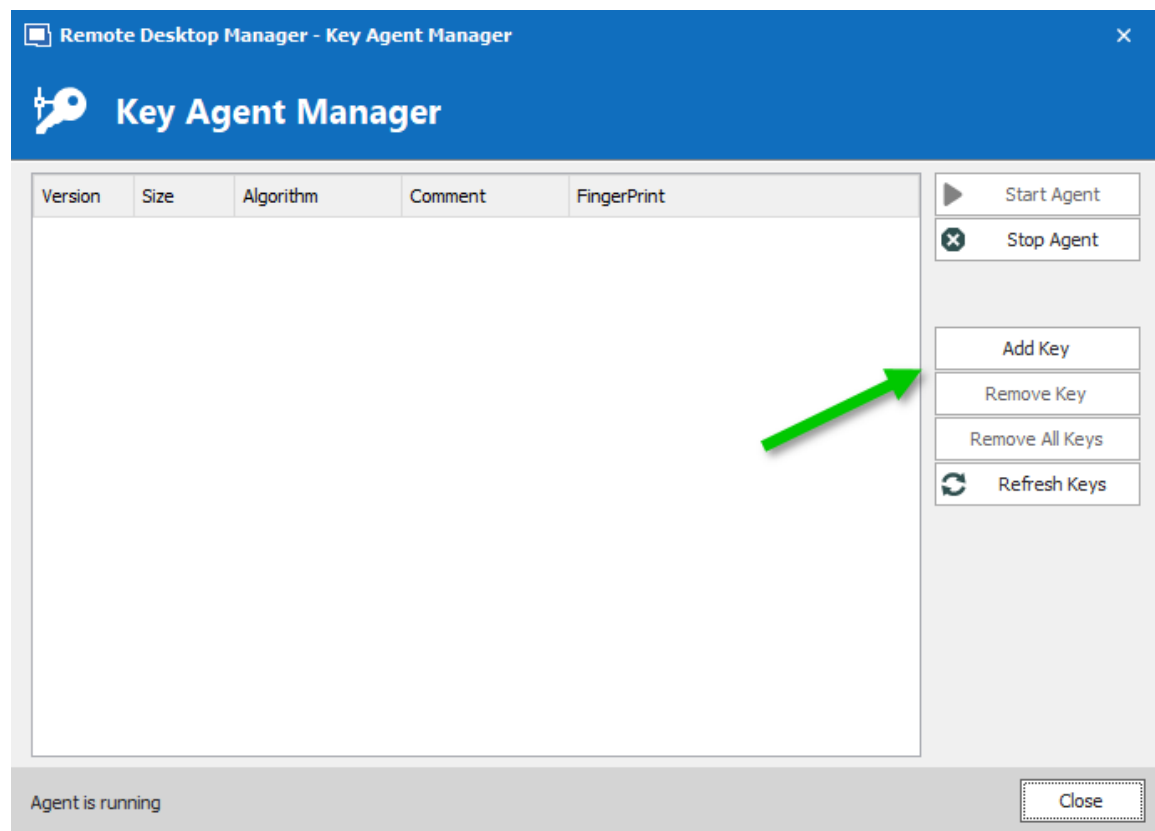 Remote Desktop Manager - Key Agent Manager
Key Agent Manager
Version Size Algorithm Comment FingerPrint
Start Agent
Stop Agent
Add Key
Remove Key
Remove All Keys
Refresh Keys
Agent is running
Close